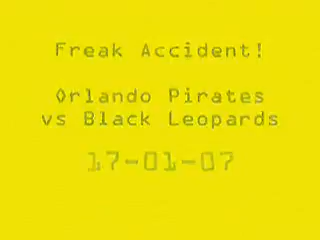 Freak Accident!
Orlando Pirates
vs Black Leopards
17-01-07